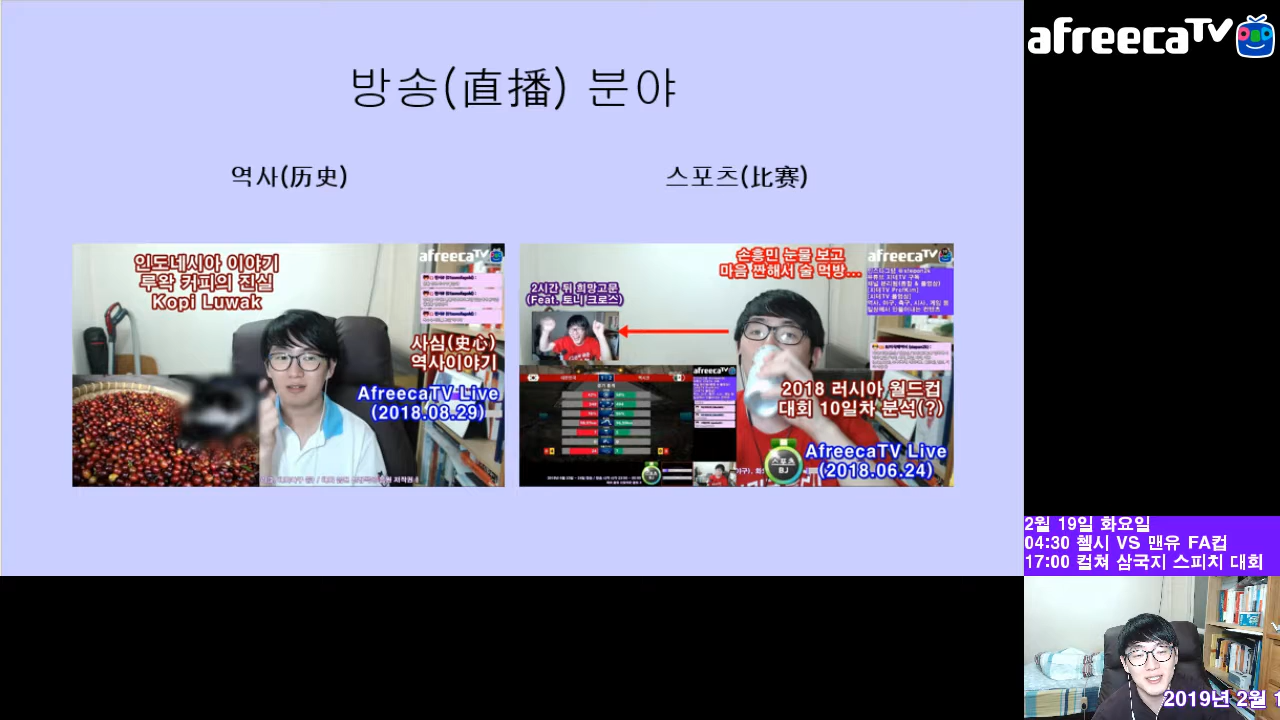 방송(直播) 분야
역사(历史)
스포츠(比赛)
인도네시아 이야기
루왁 커피의 진실
Kopi Luwak
afreecaTV
사심(史心)
역사이야기
AfreecaTV Live
(2018.08.29)
손흥민 눈물 보고
마음 짠해서 술 먹방...
afreecaTV
2시간 뒤 희망고문
(Feat. 토니 크로스)
afreecaTV
2018 러시아 월드컵
대회 10일차 분석(?)
스포츠
BJ
AfreecaTV Live
(2018.06.24)
afreecaTV
2월 19일 화요일
04:30 첼시 VS 맨유 FA컵
17:00 컬쳐 삼국지 스피치 대회
2019년 2월 1